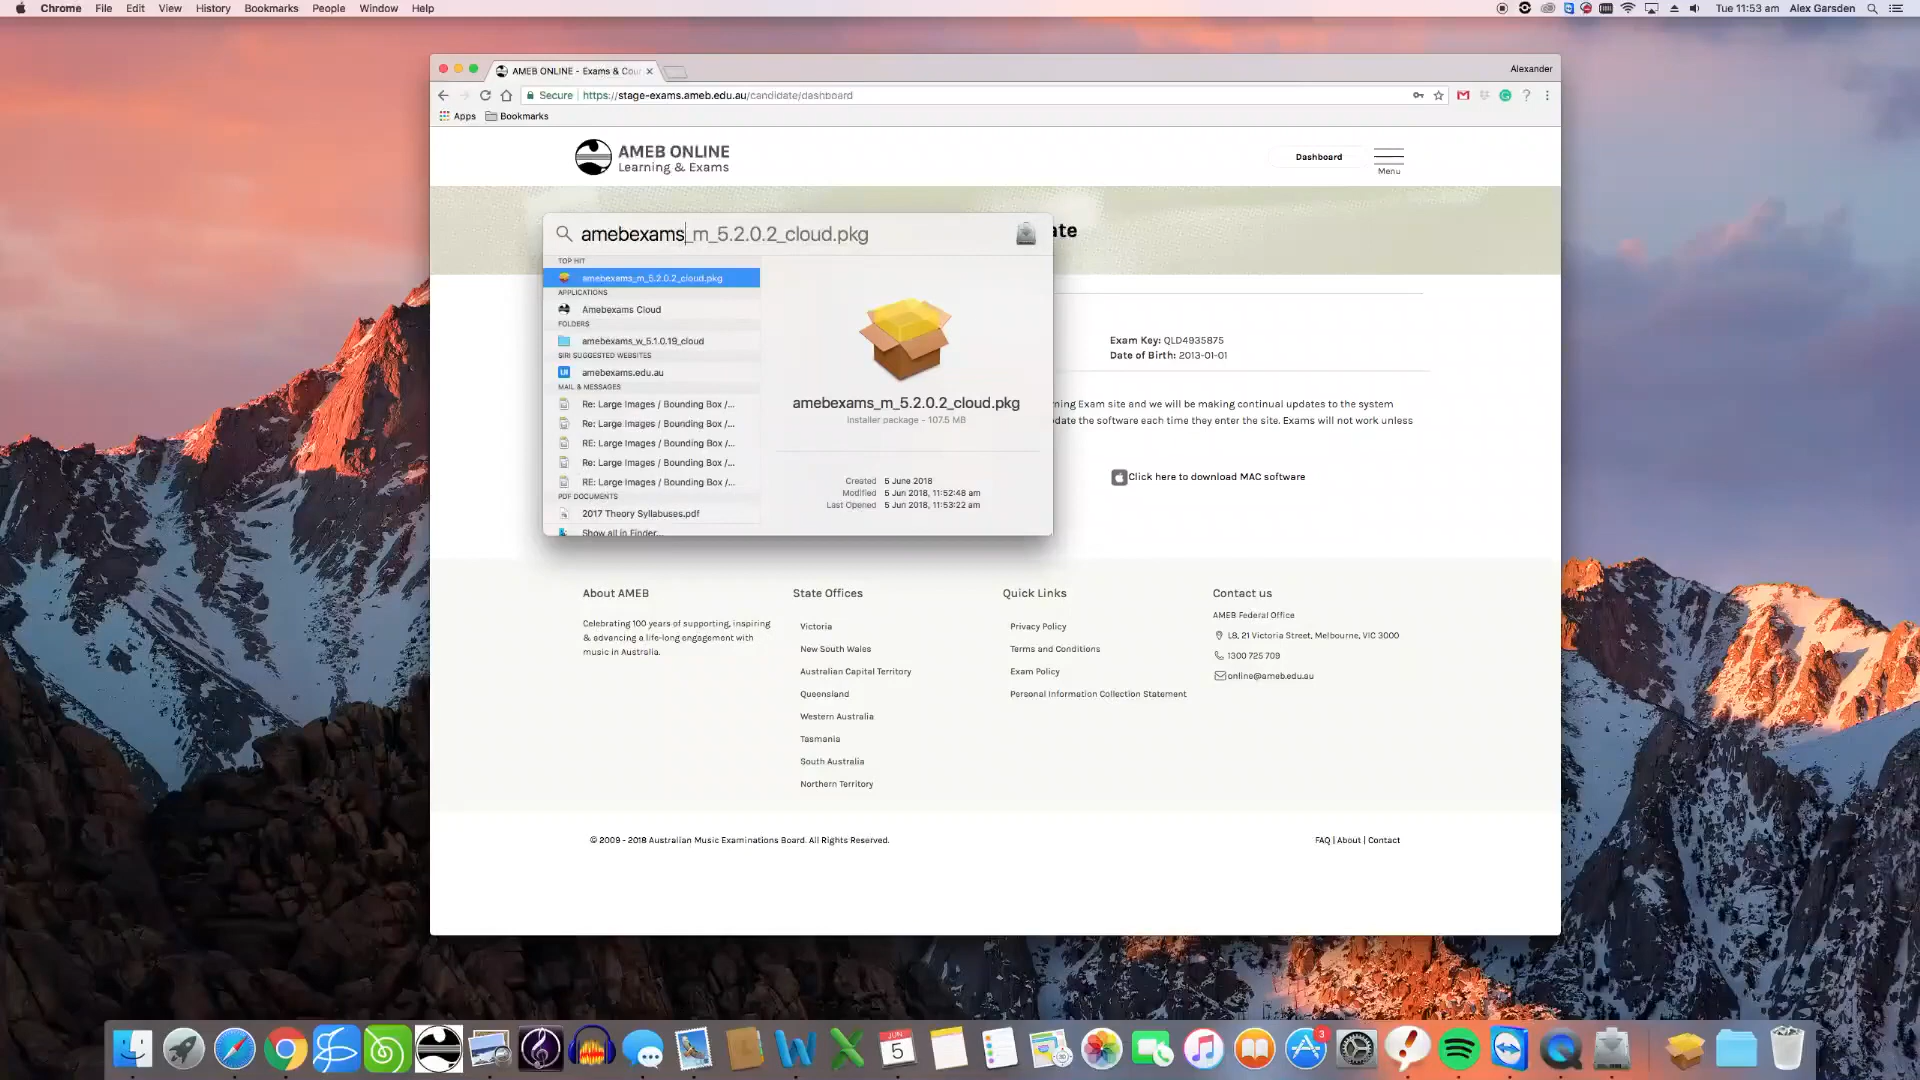 Chrome File Edit View History Bookmarks People Window Help
Tue 11:53 am Alex Garsden
AMEB ONLINE - Exams & Cour
Alexander
Secure https://stage-exams.ameb.edu.au/candidate/dashboard
Apps Bookmarks
AMEB ONLINE
Learning & Exams
Dashboard
Menu
ate
amebexams_m_5.2.0.2_cloud.pkg
TOP HIT
amebexams_m_5.2.0.2_cloud.pkg
APPLICATIONS
Amebexams Cloud
FOLDERS
amebexams_w_5.1.0.19_cloud
SIRI SUGGESTED WEBSITES
amebexams.edu.au
MAIL & MESSAGES
Re: Large Images / Bounding Box /...
Re: Large Images / Bounding Box /...
RE: Large Images / Bounding Box /...
Re: Large Images / Bounding Box /...
RE: Large Images / Bounding Box /...
PDF DOCUMENTS
2017 Theory Syllabuses.pdf
Show all in Finder...
amebexams_m_5.2.0.2_cloud.pkg
Installer package - 107.5 MB
Created 5 June 2018
Modified 5 Jun 2018, 11:52:48 am
Last Opened 5 Jun 2018, 11:53:22 am
Exam Key: QLD4935875
Date of Birth: 2013-01-01
ning Exam site and we will be making continual updates to the system
date the software each time they enter the site. Exams will not work unless
Click here to download MAC software
About AMEB
Celebrating 100 years of supporting, inspiring
& advancing a life-long engagement with
music in Australia.
State Offices
Victoria
New South Wales
Australian Capital Territory
Queensland
Western Australia
Tasmania
South Australia
Northern Territory
Quick Links
Privacy Policy
Terms and Conditions
Exam Policy
Personal Information Collection Statement
Contact us
AMEB Federal Office
L8, 21 Victoria Street, Melbourne, VIC 3000
1300 725 709
online@ameb.edu.au
© 2009 - 2018 Australian Music Examinations Board. All Rights Reserved.
FAQ | About | Contact
JUN
5
3